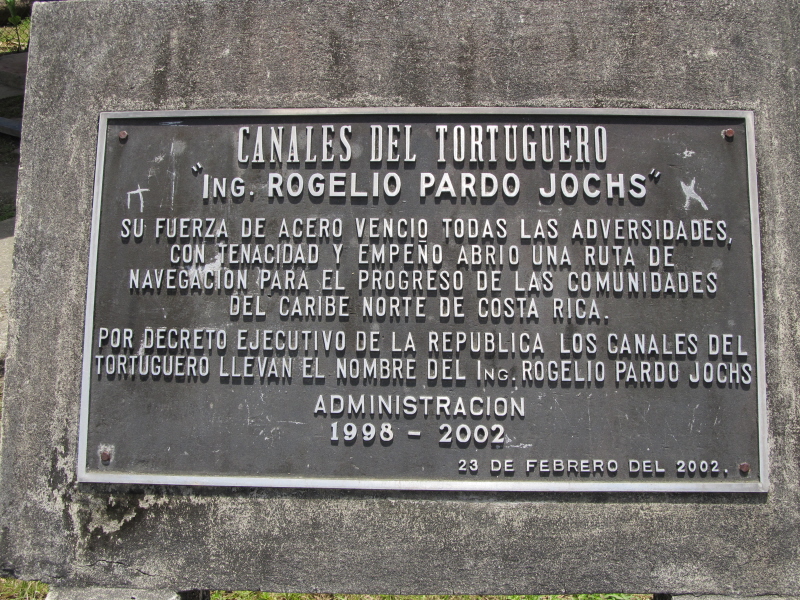 CANALES DEL TORTUGUERO
"ING. ROGELIO PARDO JOCHS"
SU FUERZA DE ACERO VENCIO TODAS LAS ADVERSIDADES,
CON TENACIDAD Y EMPEÑO ABRIO UNA RUTA DE
NAVEGACION PARA EL PROGRESO DE LAS COMUNIDADES
DEL CARIBE NORTE DE COSTA RICA.
POR DECRETO EJECUTIVO DE LA REPUBLICA LOS CANALES DEL
TORTUGUERO LLEVAN EL NOMBRE DEL ING. ROGELIO PARDO JOCHS
ADMINISTRACION
1998 - 2002
23 DE FEBRERO DEL 2002.